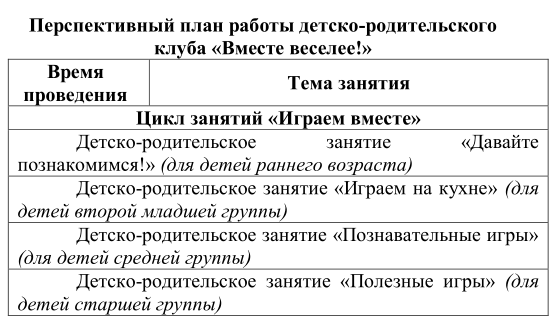 Перспективный план работы детско-родительского
клуба «Вместе веселее!»
Время
проведения
Тема занятия
Цикл занятий «Играем вместе»
Детско-родительское занятие «Давайте
познакомимся!» (для детей раннего возраста)
Детско-родительское занятие «Играем на кухне» (для
детей второй младшей группы)
Детско-родительское занятие «Познавательные игры»
(для детей средней группы)
Детско-родительское занятие «Полезные игры» (для
детей старшей группы)